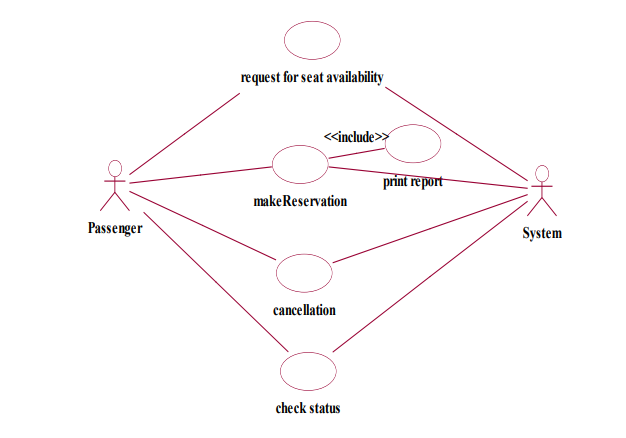 request for seat availability
<<include>>
print report
makeReservation
Passenger
System
cancellation
check status